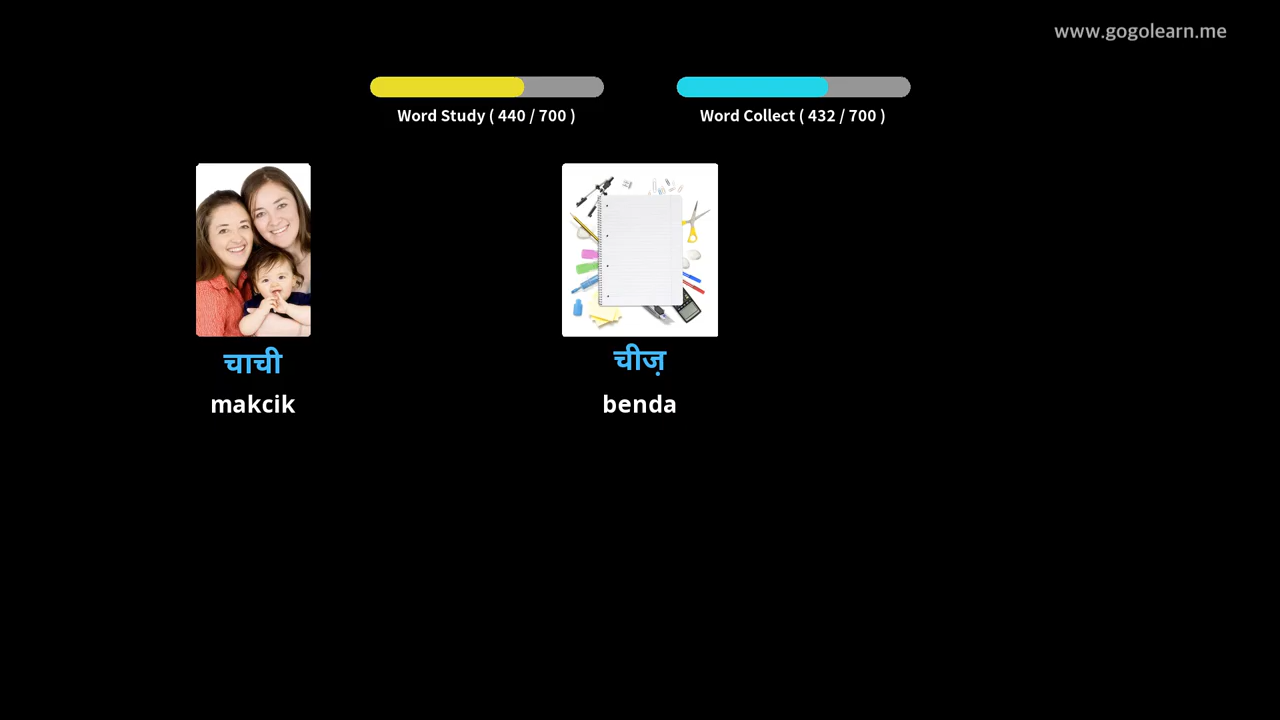 www.gogolearn.me
Word Study ( 440 / 700 )
Word Collect ( 432 / 700 )
चाची
चीज़
makcik
benda